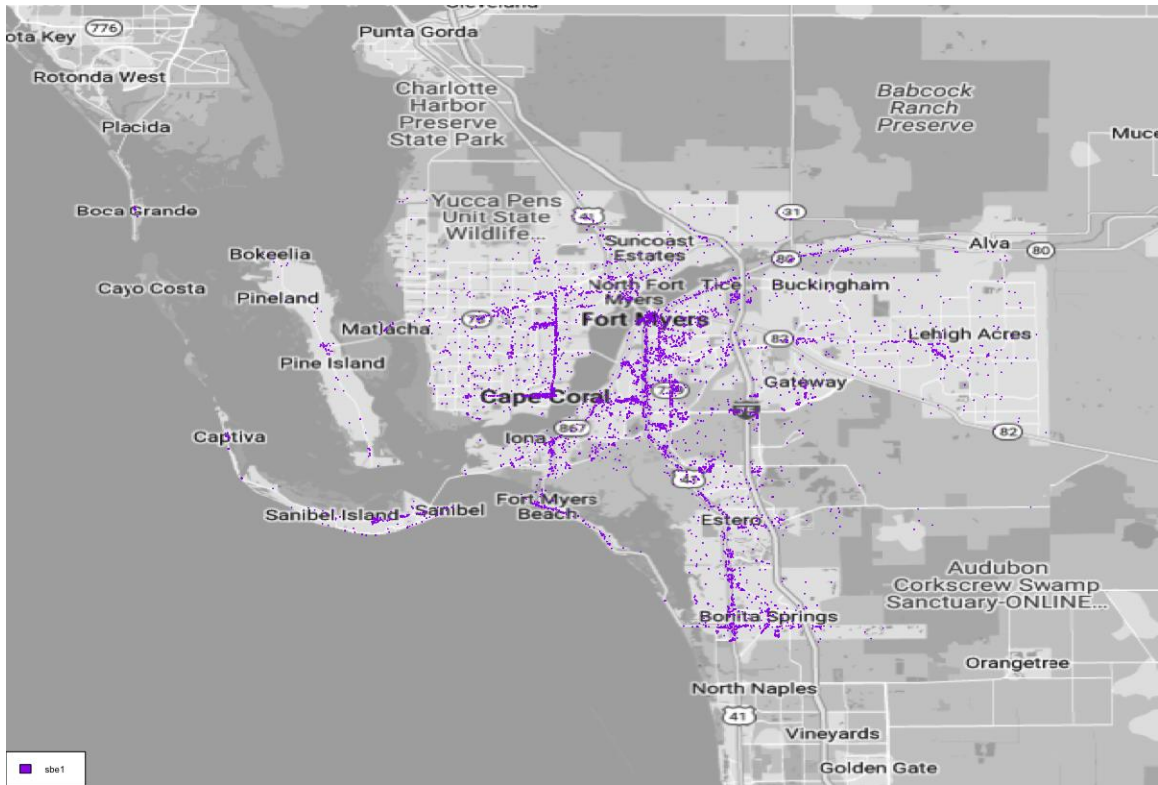 Cleveland
776
ota Key
Punta Gorda
Rotonda West
Charlotte
Harbor
Preserve
State Park
Babcock
Ranch
Preserve
Placida
Muce
Boca Grande
Yucca Pens
Unit State
Wildlife
41
31
Suncoast
Estates
Alva
80
80
Bokeelia
Cayo Costa
Pineland
North Fort
Myers
Tice
Buckingham
Matlacha
78
Fort Myers
82
Lehigh Acres
Pine Island
Gateway
Cape Coral
Captiva
Iona
867
82
41
Sanibel Island
Sanibel
Fort Myers
Beach
Estero
Audubon
Corkscrew Swamp
Sanctuary-ONLINE...
Bonita Springs
Orangetree
North Naples
41
Vineyards
Golden Gate
sbe1